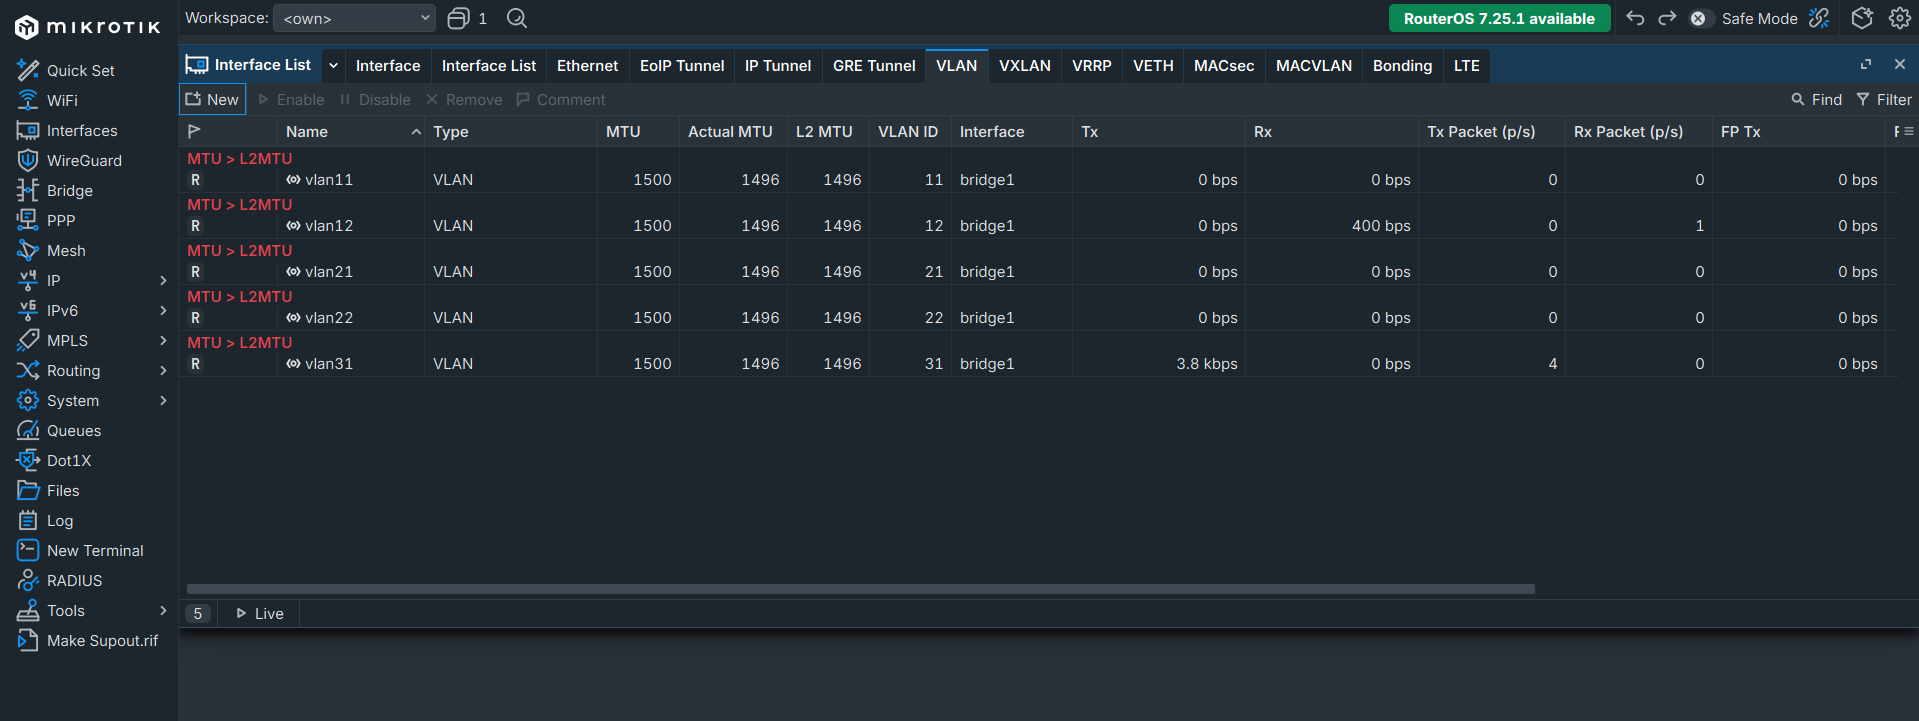 mikrotik Workspace: <own> 1 RouterOS 7.25.1 available Safe Mode
Quick Set
WiFi
Interfaces
WireGuard
Bridge
PPP
Mesh
IP
IPv6
MPLS
Routing
System
Queues
Dot1X
Files
Log
New Terminal
RADIUS
Tools
Make Supout.rif
Interface List Interface Interface List Ethernet EoIP Tunnel IP Tunnel GRE Tunnel VLAN VXLAN VRRP VETH MACsec MACVLAN Bonding LTE
New Enable Disable Remove Comment Find Filter
Name Type MTU Actual MTU L2 MTU VLAN ID Interface Tx Rx Tx Packet (p/s) Rx Packet (p/s) FP Tx
MTU > L2MTU
R vlan11 VLAN 1500 1496 1496 11 bridge1 0 bps 0 bps 0 0 0 bps
MTU > L2MTU
R vlan12 VLAN 1500 1496 1496 12 bridge1 0 bps 400 bps 0 1 0 bps
MTU > L2MTU
R vlan21 VLAN 1500 1496 1496 21 bridge1 0 bps 0 bps 0 0 0 bps
MTU > L2MTU
R vlan22 VLAN 1500 1496 1496 22 bridge1 0 bps 0 bps 0 0 0 bps
MTU > L2MTU
R vlan31 VLAN 1500 1496 1496 31 bridge1 3.8 kbps 0 bps 4 0 0 bps
5 Live